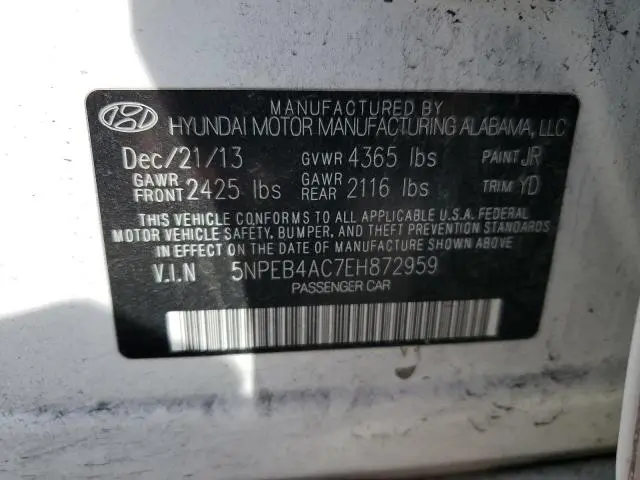 MANUFACTURED BY
HYUNDAI MOTOR MANUFACTURING ALABAMA, LLC
Dec/21/13 GVWR 4365 lbs PAINT JR
GAWR FRONT 2425 lbs GAWR REAR 2116 lbs TRIM YD
THIS VEHICLE CONFORMS TO ALL APPLICABLE U.S.A. FEDERAL
MOTOR VEHICLE SAFETY, BUMPER, AND THEFT PREVENTION STANDARDS
IN EFFECT ON THE DATE OF MANUFACTURE SHOWN ABOVE.
V.I.N 5NPEB4AC7EH872959
PASSENGER CAR